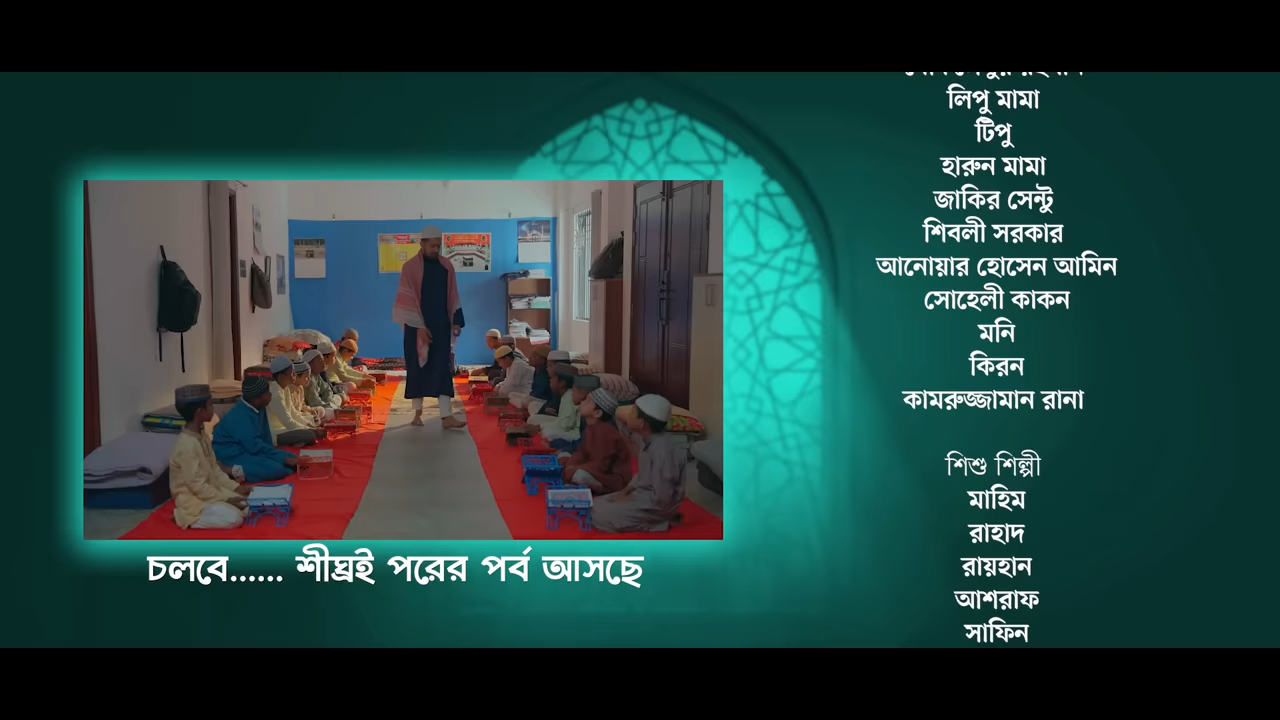 লিপু মামা
টিপু
হারুন মামা
জাকির সেন্টু
শিবলী সরকার
আনোয়ার হোসেন আমিন
সোহেলী কাকন
মনি
কিরন
কামরুজ্জামান রানা
শিশু শিল্পী
মাহিম
রাহাদ
রায়হান
আশরাফ
সাফিন
চলবে...... শীঘ্রই পরের পর্ব আসছে